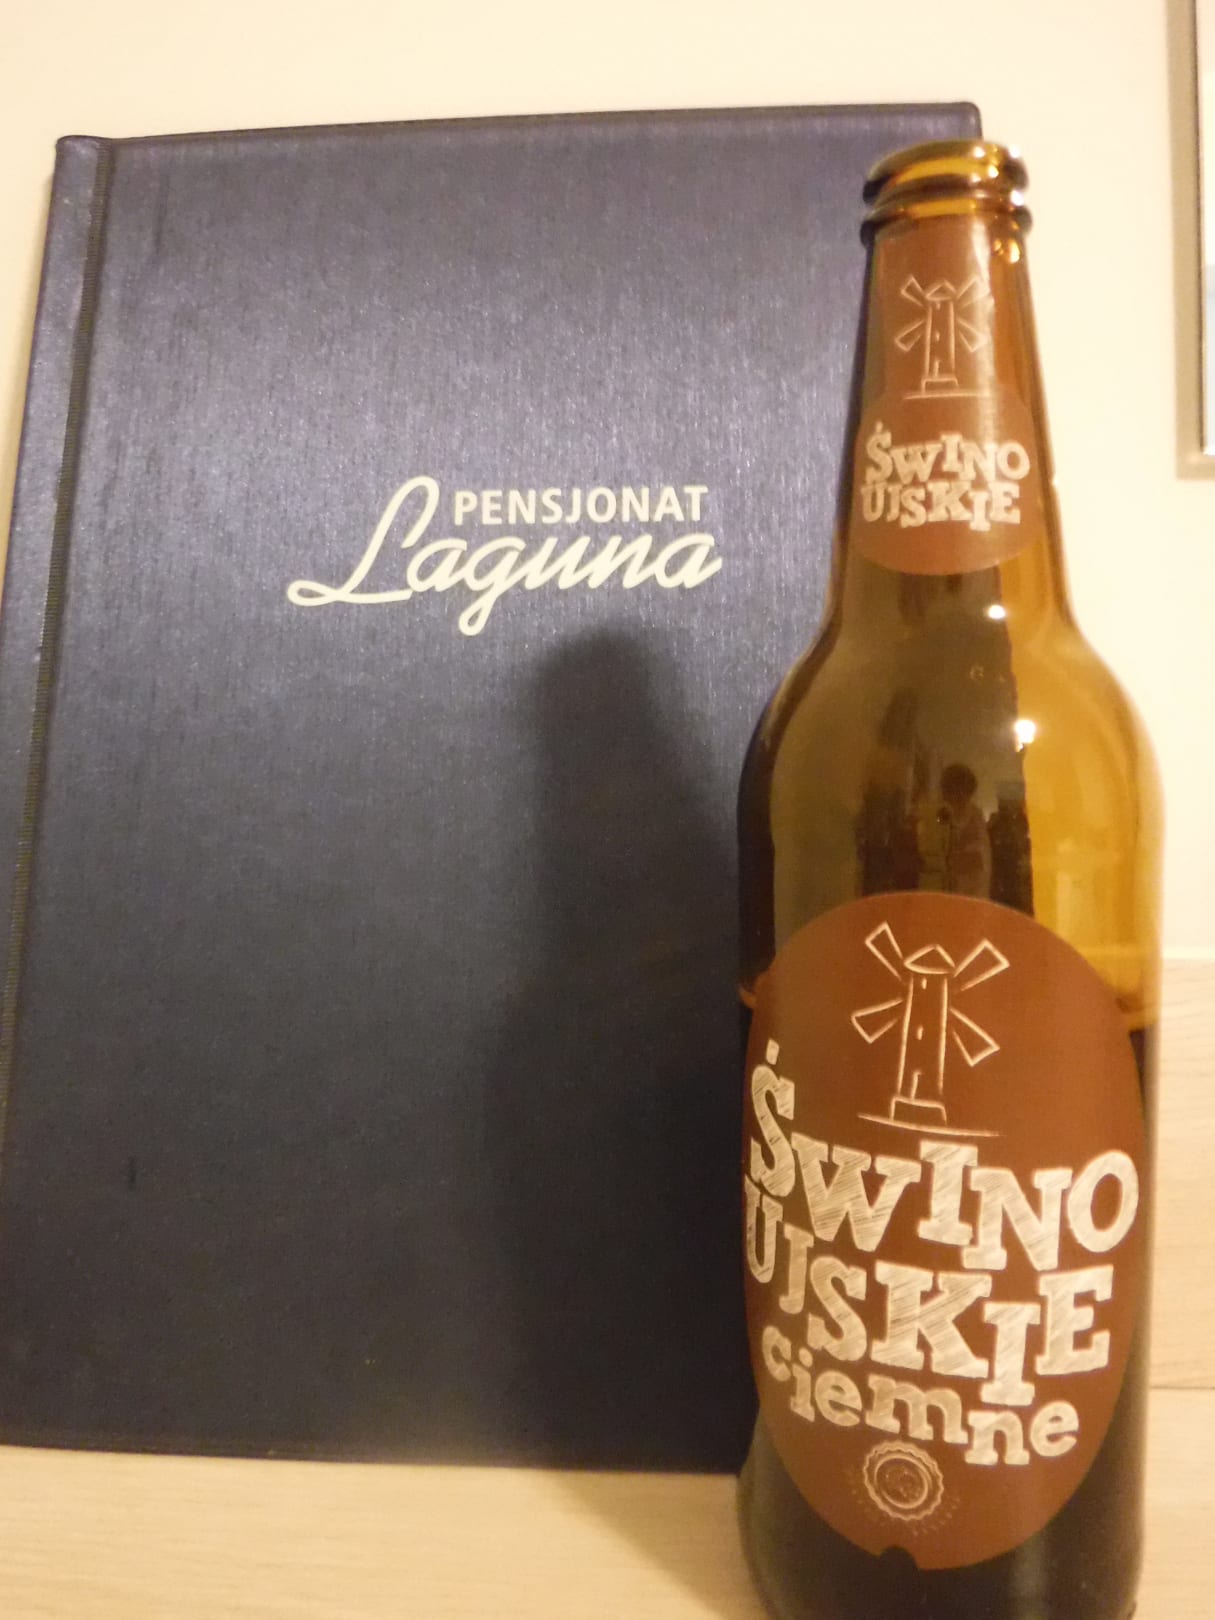 PENSJONAT
Laguna
ŚWINO
UJSKIE
ŚWINO
UJSKIE
ciemne